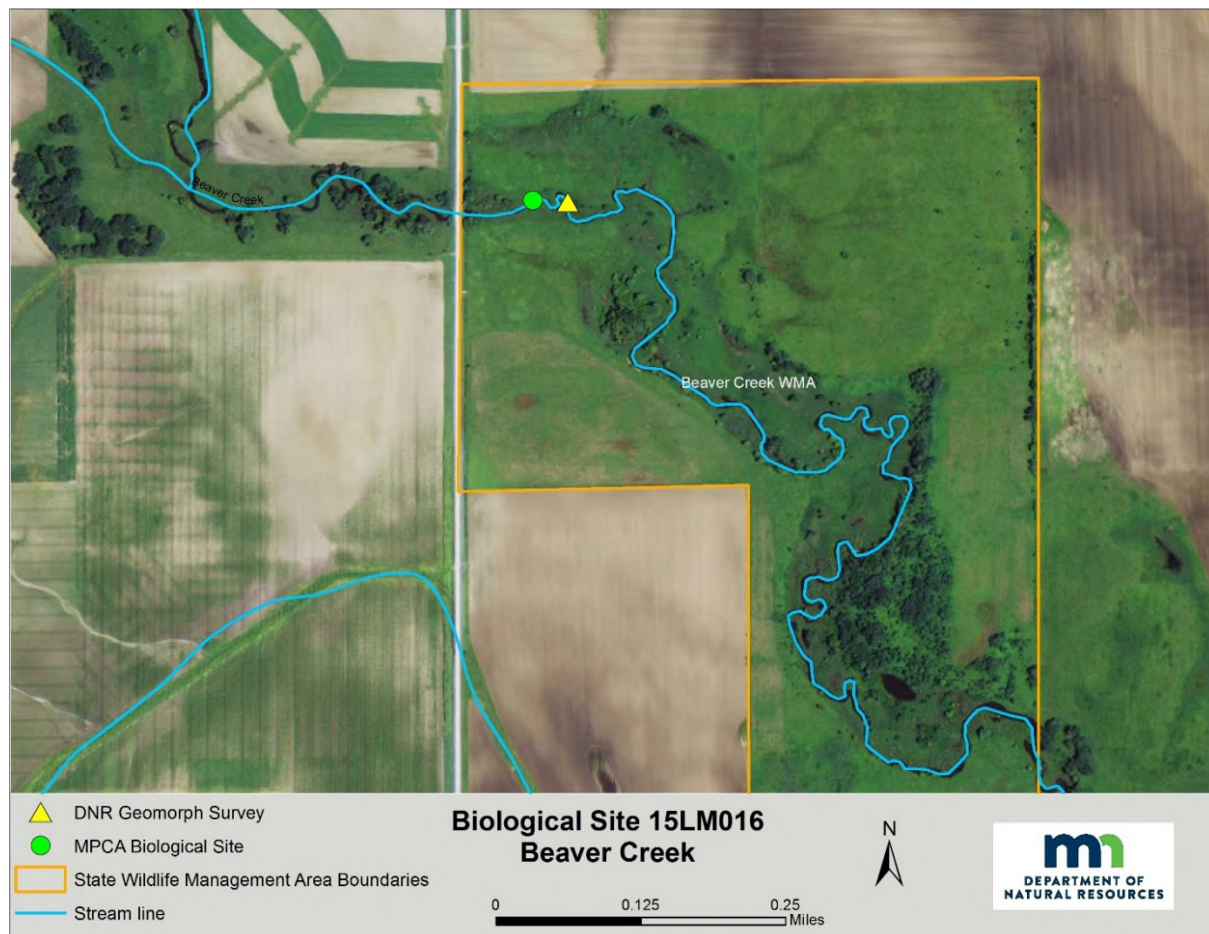 Beaver Creek
Beaver Creek WMA
DNR Geomorph Survey
MPCA Biological Site
State Wildlife Management Area Boundaries
Stream line
Biological Site 15LM016
Beaver Creek
N
0 0.125 0.25
Miles
DEPARTMENT OF
NATURAL RESOURCES